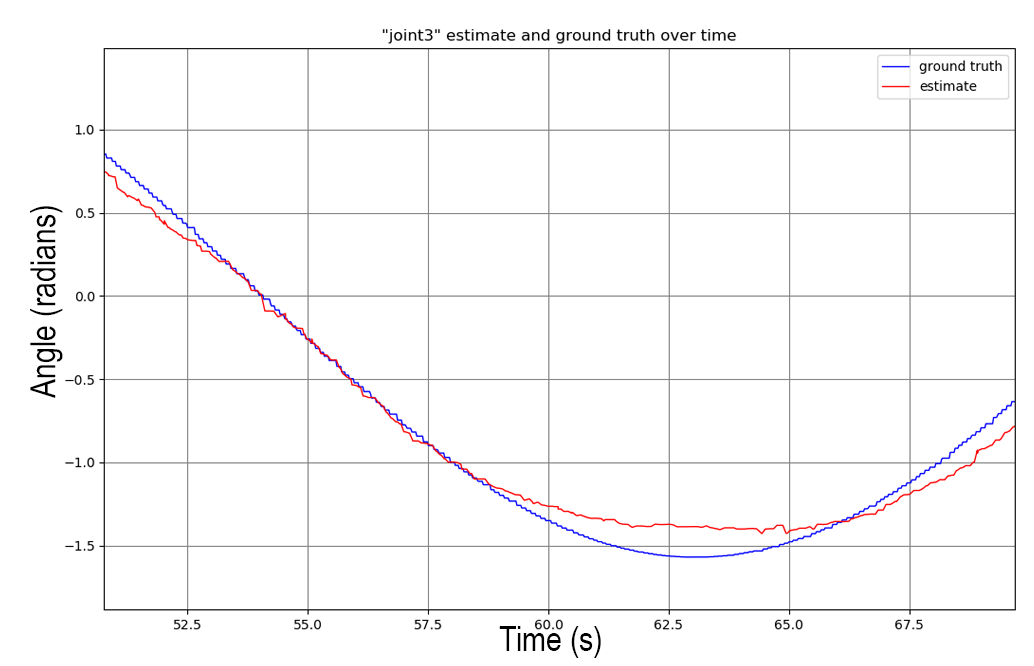 "joint3" estimate and ground truth over time
ground truth
estimate
1.0
0.5
0.0
−0.5
−1.0
−1.5
Angle (radians)
52.5 55.0 57.5 60.0 62.5 65.0 67.5
Time (s)